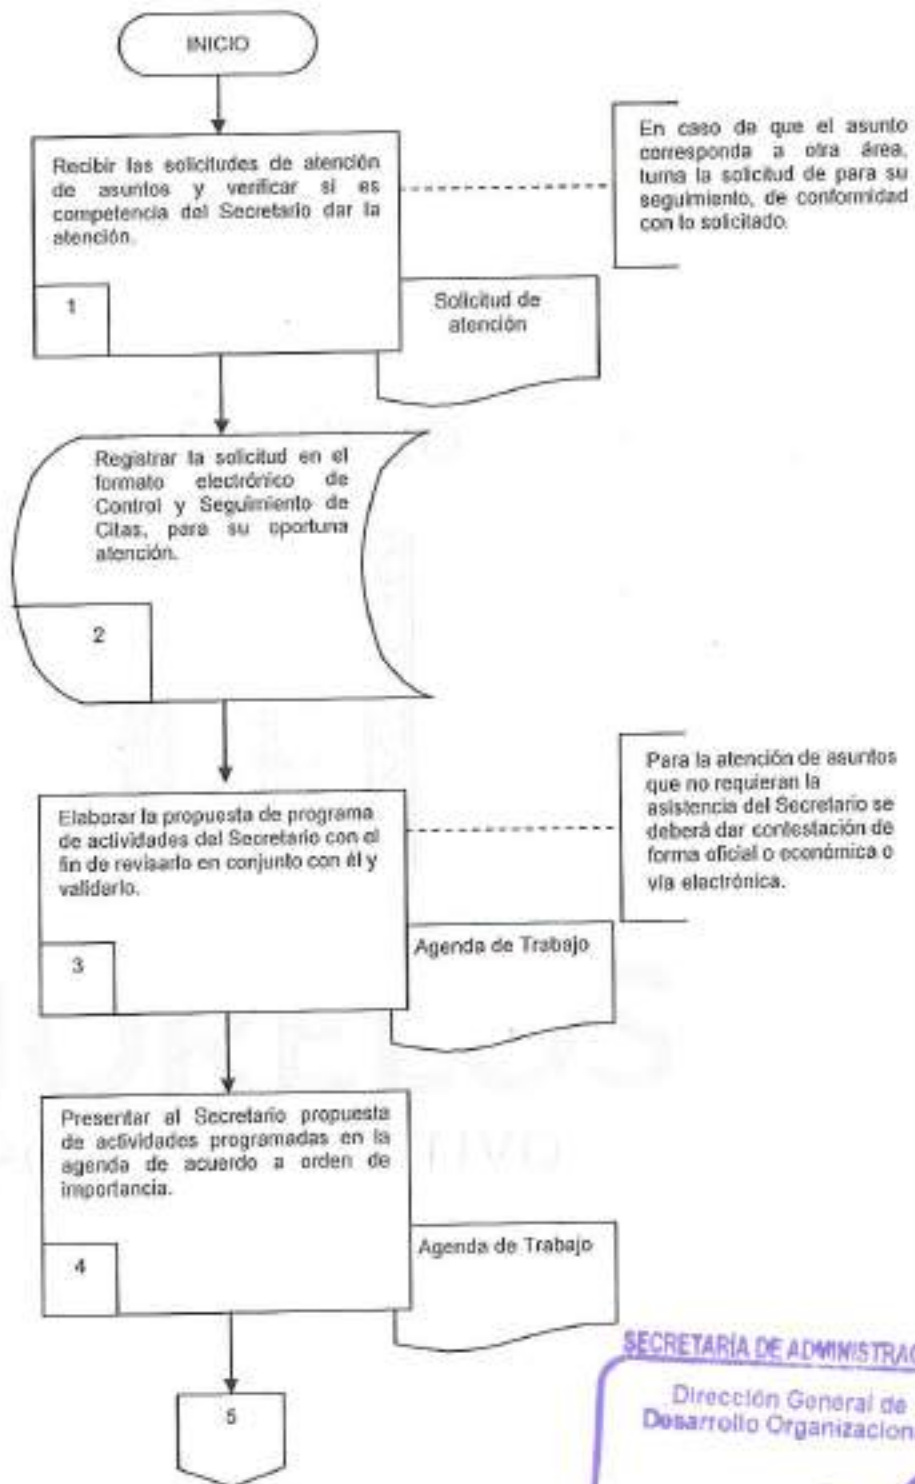 INICIO
Recibir las solicitudes de atención
de asuntos y verificar si es
competencia del Secretario dar la
atención.
1
En caso de que el asunto
corresponda a otra área,
turna la solicitud de para su
seguimiento, de conformidad
con lo solicitado.
Solicitud de
atención
Registrar la solicitud en el
formato electrónico de
Control y Seguimiento de
Citas, para su oportuna
atención.
2
Elaborar la propuesta de programa
de actividades del Secretario con el
fin de revisarlo en conjunto con él y
validarlo.
3
Para la atención de asuntos
que no requieran la
asistencia del Secretario se
deberá dar contestación de
forma oficial o económica o
vía electrónica.
Agenda de Trabajo
Presentar al Secretario propuesta
de actividades programadas en la
agenda de acuerdo a orden de
importancia.
4
Agenda de Trabajo
5
SECRETARÍA DE ADMINISTRAC
Dirección General de
Desarrollo Organizacion